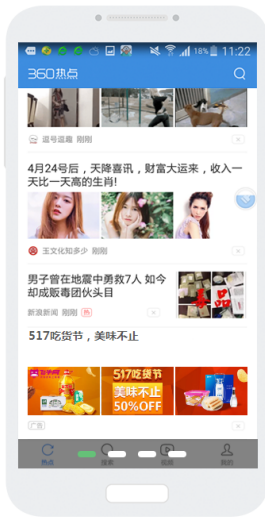 18% 11:22
360热点
逗号逗趣 刚刚
4月24号后，天降喜讯，财富大运来，收入一
天比一天高的生肖!
玉文化知多少 刚刚
男子曾在地震中勇救7人 如今
却成贩毒团伙头目
毒品
新浪新闻 刚刚 热
517吃货节，美味不止
517吃货节
美味不止
50%OFF
广告
热点 搜索 视频 我的